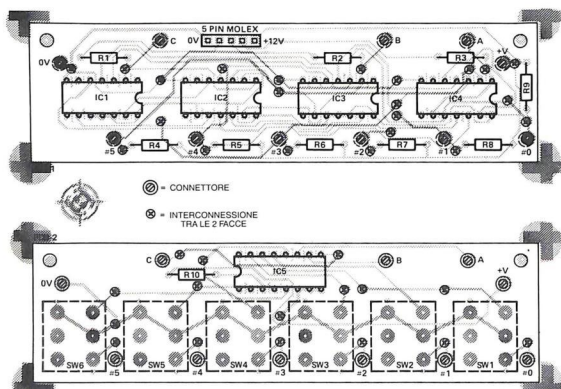 5 PIN MOLEX
0V +12V
C B A
+V
0V
R1 R2 R3
R9
IC1 IC2 IC3 IC4
R4 R5 R6 R7 R8
#5 #4 #3 #2 #1 #0
= CONNETTORE
= INTERCONNESSIONE
TRA LE 2 FACCE
C B A
0V R10 IC5 +V
SW6 SW5 SW4 SW3 SW2 SW1
#5 #4 #3 #2 #1 #0